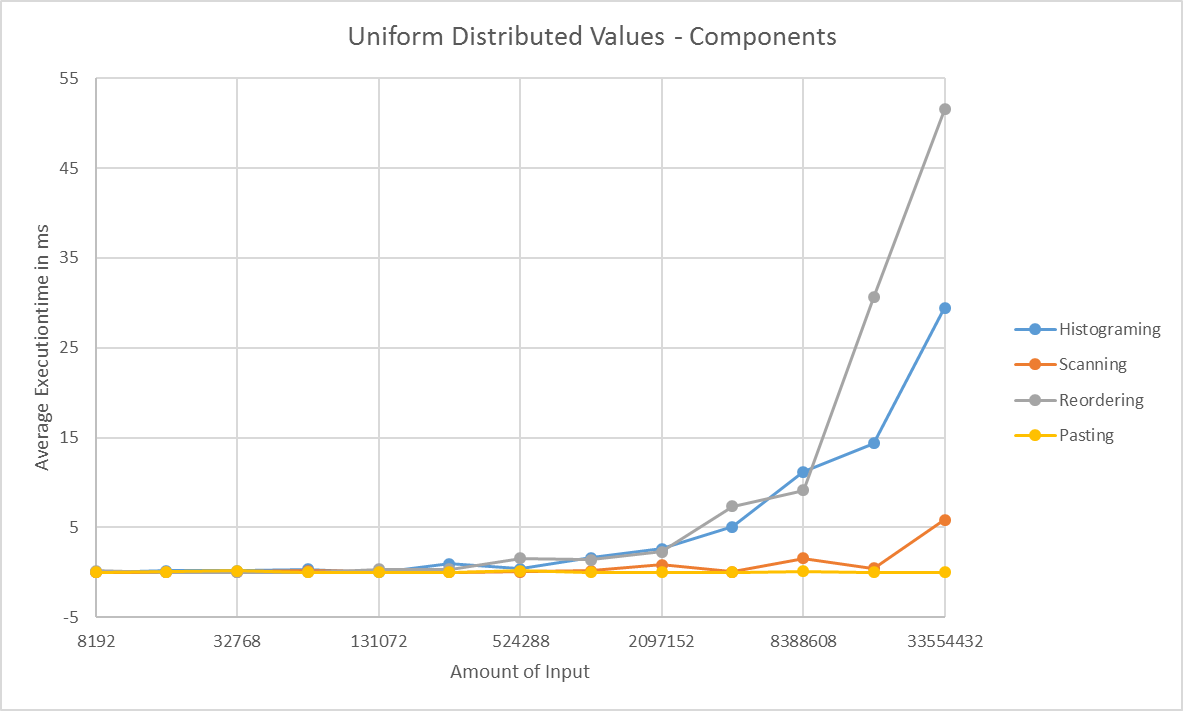 Uniform Distributed Values - Components
Average Executiontime in ms
55
45
35
25
15
5
-5
8192
32768
131072
524288
2097152
8388608
33554432
Amount of Input
Histograming
Scanning
Reordering
Pasting